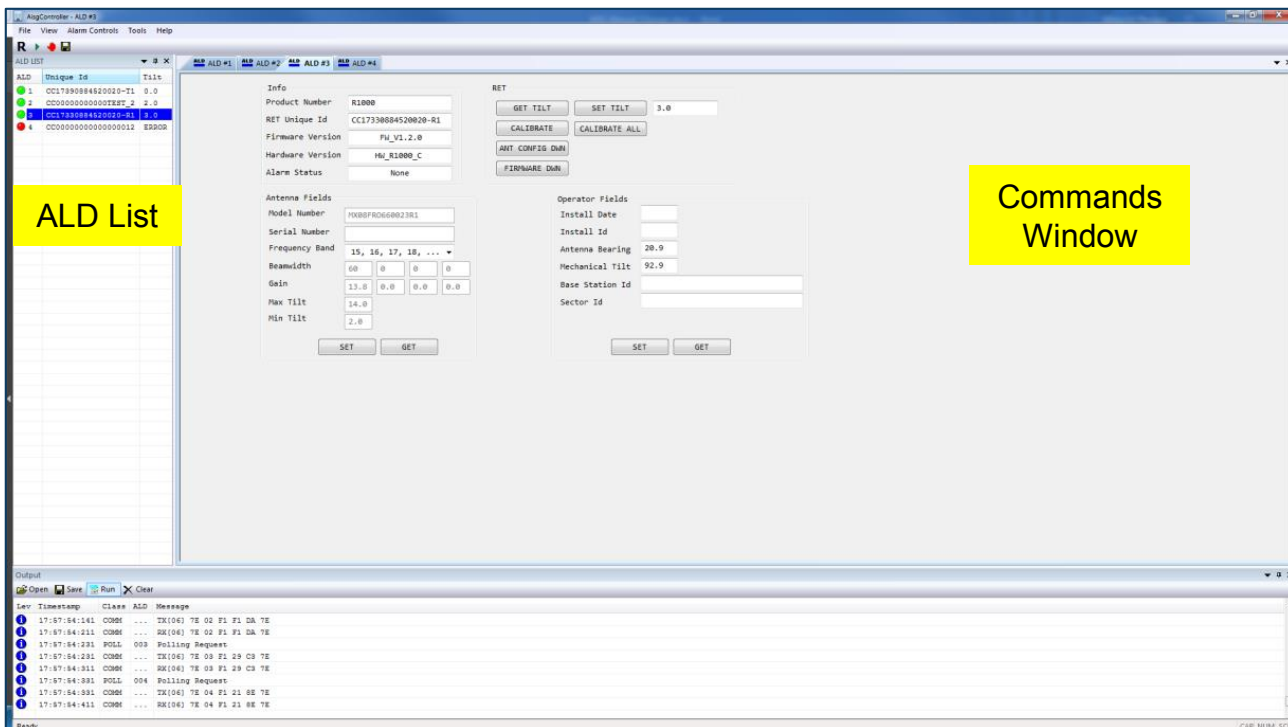 AisgController - ALD #3
File View Alarm Controls Tools Help
R
ALD LIST
ALD #1 ALD #2 ALD #3 ALD #4
ALD Unique Id Tilt
1 CC17390884520020-T1 0.0
2 CC00000000000TEST_2 2.0
3 CC17330884520020-R1 3.0
4 CC00000000000000012 ERROR
ALD List
Info
Product Number R1000
RET Unique Id CC17330884520020-R1
Firmware Version FW_V1.2.0
Hardware Version HW_R1000_C
Alarm Status None
RET
GET TILT SET TILT 3.0
CALIBRATE CALIBRATE ALL
ANT CONFIG DWN
FIRMWARE DWN
Commands
Window
Antenna Fields
Model Number MX08FRO660023R1
Serial Number
Frequency Band 15, 16, 17, 18, ...
Beamwidth 60 0 0 0
Gain 13.8 0.0 0.0 0.0
Max Tilt 14.0
Min Tilt 2.0
SET GET
Operator Fields
Install Date
Install Id
Antenna Bearing 20.9
Mechanical Tilt 92.9
Base Station Id
Sector Id
SET GET
Output
Open Save Run Clear
Lev Timestamp Class ALD Message
17:57:54:141 COMM ... TX[06] 7E 02 F1 F1 DA 7E
17:57:54:211 COMM ... RX[06] 7E 02 F1 F1 DA 7E
17:57:54:231 POLL 003 Polling Request
17:57:54:231 COMM ... TX[06] 7E 03 F1 29 C3 7E
17:57:54:311 COMM ... RX[06] 7E 03 F1 29 C3 7E
17:57:54:331 POLL 004 Polling Request
17:57:54:331 COMM ... TX[06] 7E 04 F1 21 8E 7E
17:57:54:411 COMM ... RX[06] 7E 04 F1 21 8E 7E
Ready
CAP NUM